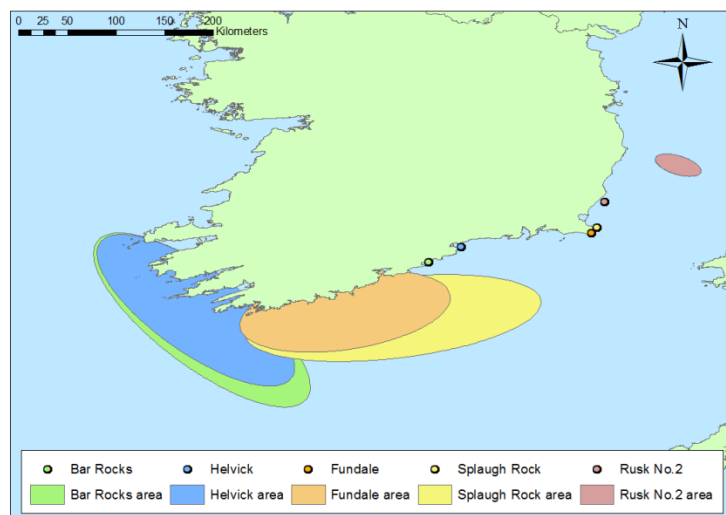 0 25 50 100 150 200
Kilometers
N
Bar Rocks Helvick Fundale Splaugh Rock Rusk No.2
Bar Rocks area Helvick area Fundale area Splaugh Rock area Rusk No.2 area